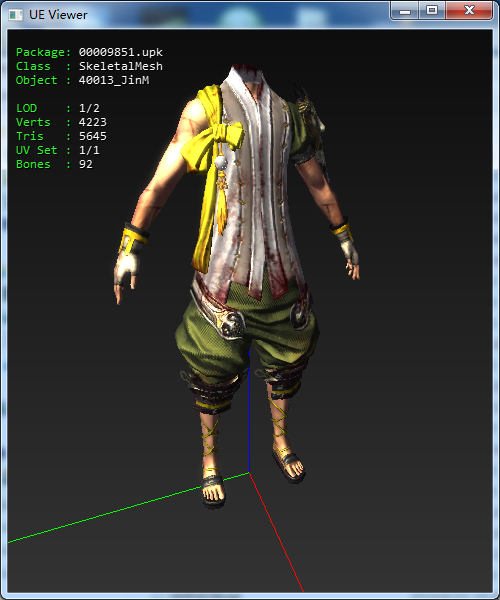 UE Viewer
Package: 00009851.upk
Class : SkeletalMesh
Object : 40013_JinM
LOD : 1/2
Verts : 4223
Tris : 5645
UV Set : 1/1
Bones : 92